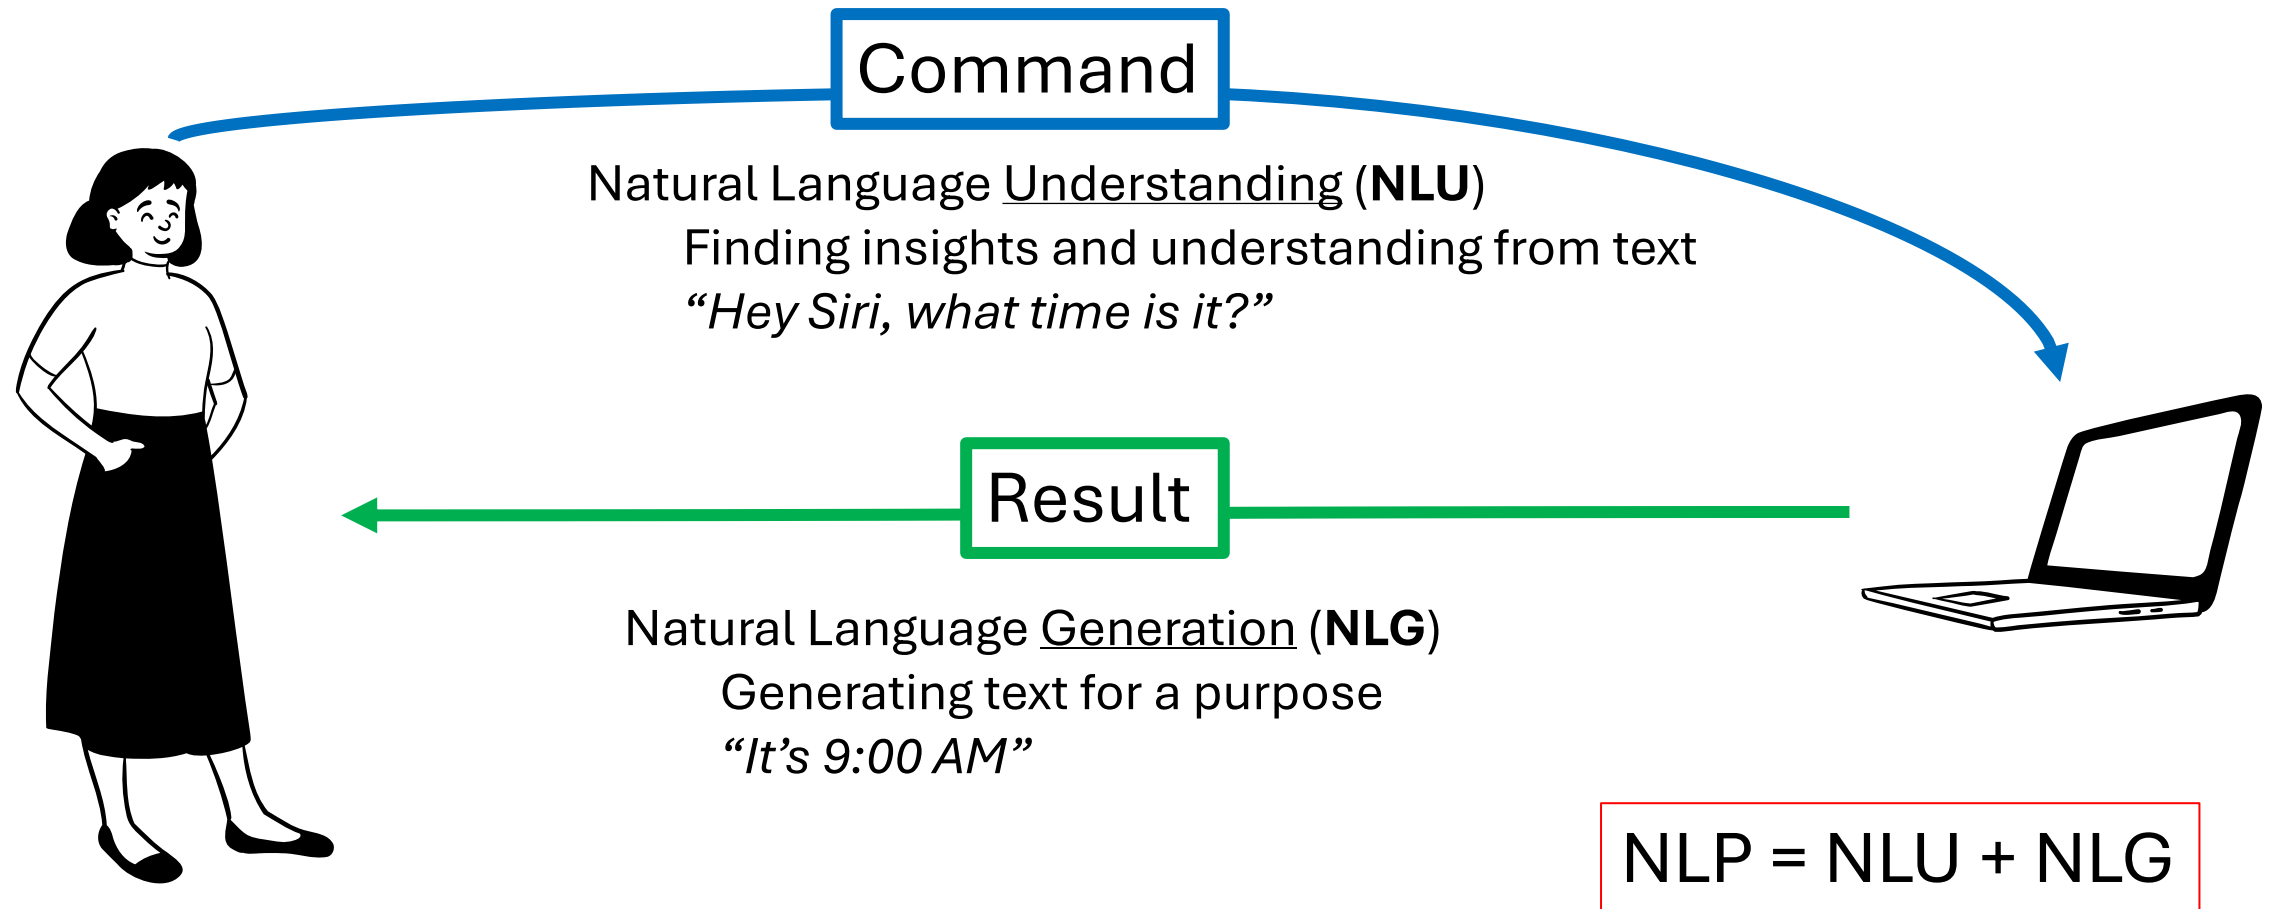 Command
Natural Language Understanding (NLU)
Finding insights and understanding from text
“Hey Siri, what time is it?”
Result
Natural Language Generation (NLG)
Generating text for a purpose
“It’s 9:00 AM”
NLP = NLU + NLG